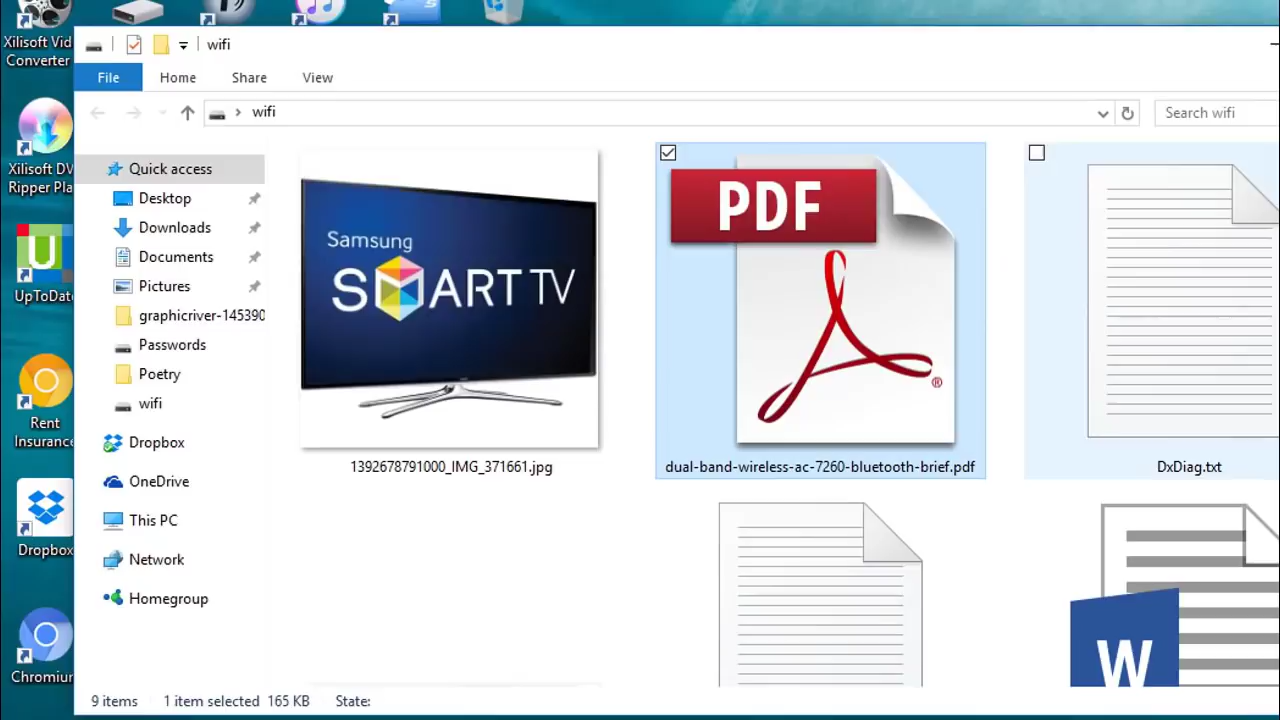 Xilisoft Vid
Converter
Xilisoft DV
Ripper Pla
UpToDate
Rent
Insurance
Dropbox
Chromium
wifi
File
Home
Share
View
wifi
Search wifi
Quick access
Desktop
Downloads
Documents
Pictures
graphicriver-145390
Passwords
Poetry
wifi
Dropbox
OneDrive
This PC
Network
Homegroup
Samsung
SMART TV
1392678791000_IMG_371661.jpg
PDF
®
dual-band-wireless-ac-7260-bluetooth-brief.pdf
DxDiag.txt
W
9 items
1 item selected 165 KB
State: